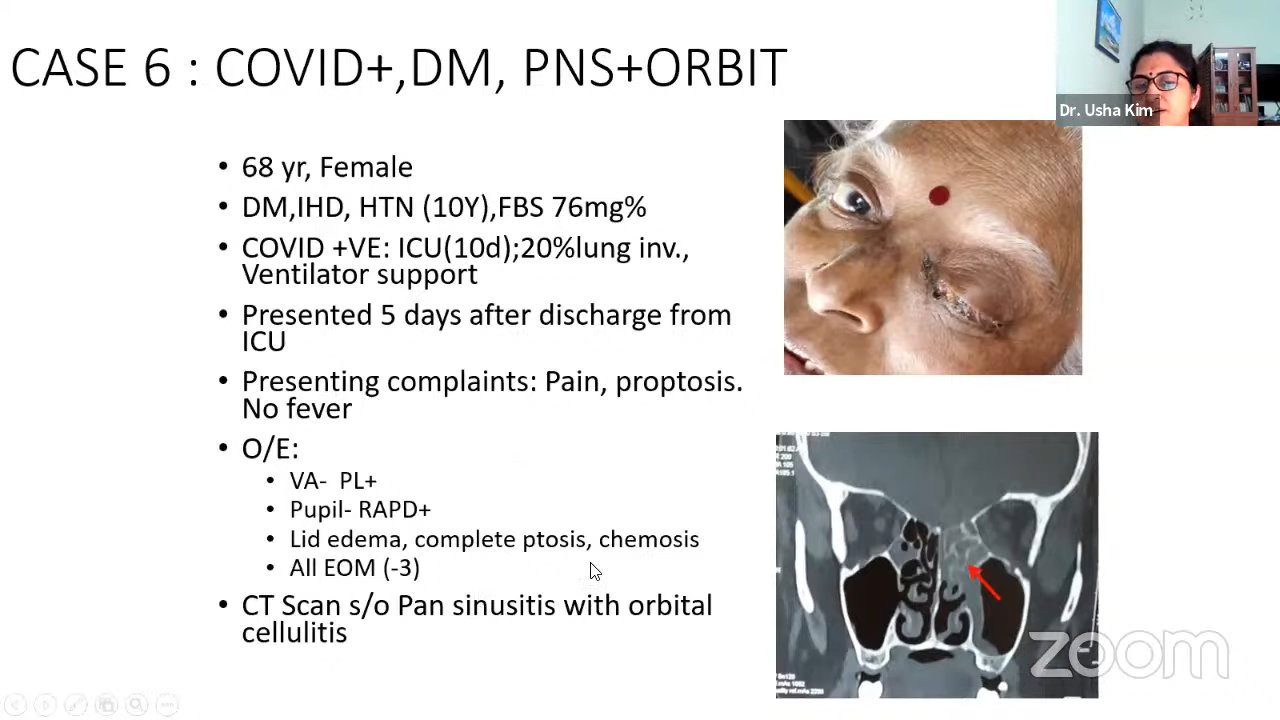 CASE 6 : COVID+,DM, PNS+ORBIT
Dr. Usha Kim
• 68 yr, Female
• DM,IHD, HTN (10Y),FBS 76mg%
• COVID +VE: ICU(10d);20%lung inv.,
Ventilator support
• Presented 5 days after discharge from
ICU
• Presenting complaints: Pain, proptosis.
No fever
• O/E:
• VA- PL+
• Pupil- RAPD+
• Lid edema, complete ptosis, chemosis
• All EOM (-3)
• CT Scan s/o Pan sinusitis with orbital
cellulitis
zoom